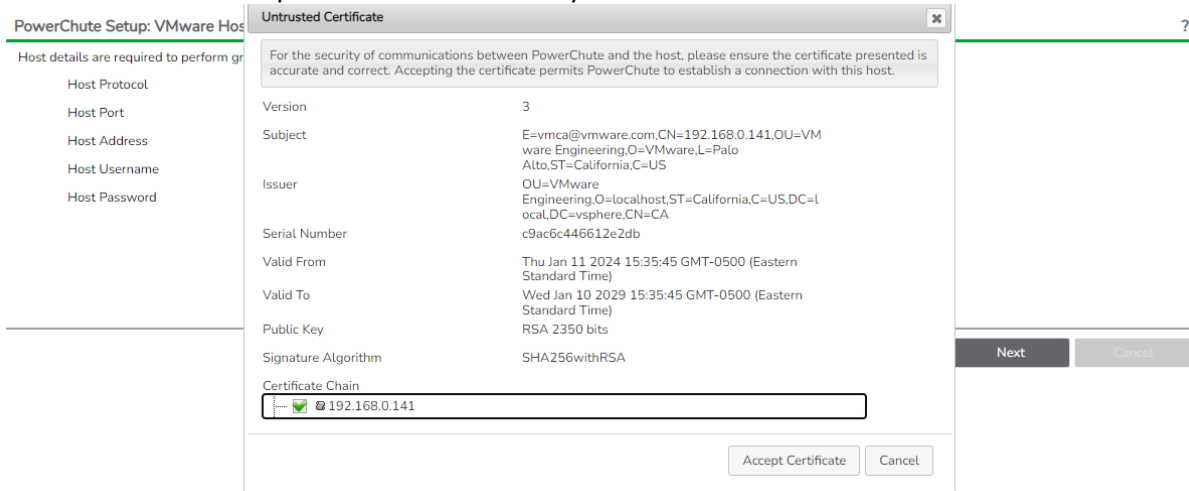 PowerChute Setup: VMware Hos
?
Host details are required to perform gr
Host Protocol
Host Port
Host Address
Host Username
Host Password
Untrusted Certificate
For the security of communications between PowerChute and the host, please ensure the certificate presented is
accurate and correct. Accepting the certificate permits PowerChute to establish a connection with this host.
Version 3
Subject E=vmca@vmware.com,CN=192.168.0.141,OU=VM
ware Engineering,O=VMware,L=Palo
Alto,ST=California,C=US
Issuer OU=VMware
Engineering,O=localhost,ST=California,C=US,DC=l
ocal,DC=vsphere,CN=CA
Serial Number c9ac6c446612e2db
Valid From Thu Jan 11 2024 15:35:45 GMT-0500 (Eastern
Standard Time)
Valid To Wed Jan 10 2029 15:35:45 GMT-0500 (Eastern
Standard Time)
Public Key RSA 2350 bits
Signature Algorithm SHA256withRSA
Certificate Chain
192.168.0.141
Accept Certificate Cancel
Next Cancel